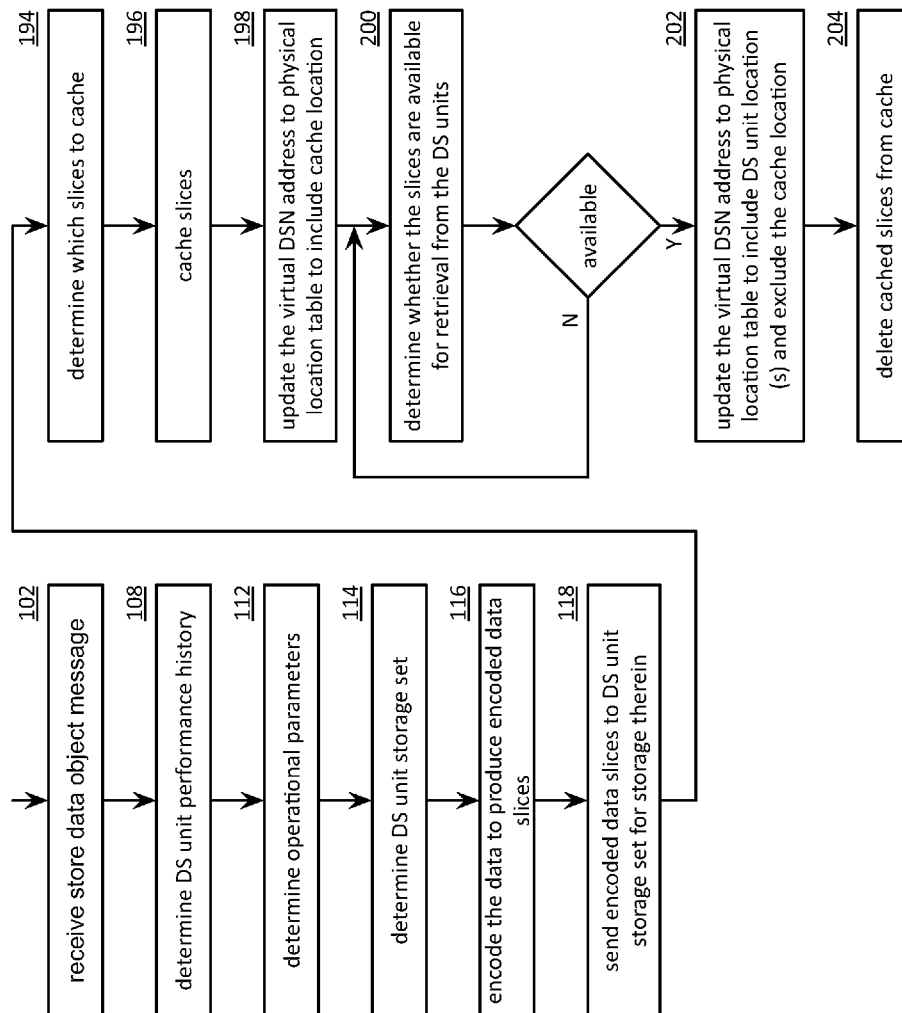 102
receive store data object message
108
determine DS unit performance history
112
determine operational parameters
114
determine DS unit storage set
116
encode the data to produce encoded data
slices
118
send encoded data slices to DS unit
storage set for storage therein
194
determine which slices to cache
196
cache slices
198
update the virtual DSN address to physical
location table to include cache location
200
determine whether the slices are available
for retrieval from the DS units
available
N
Y
202
update the virtual DSN address to physical
location table to include DS unit location
(s) and exclude the cache location
204
delete cached slices from cache